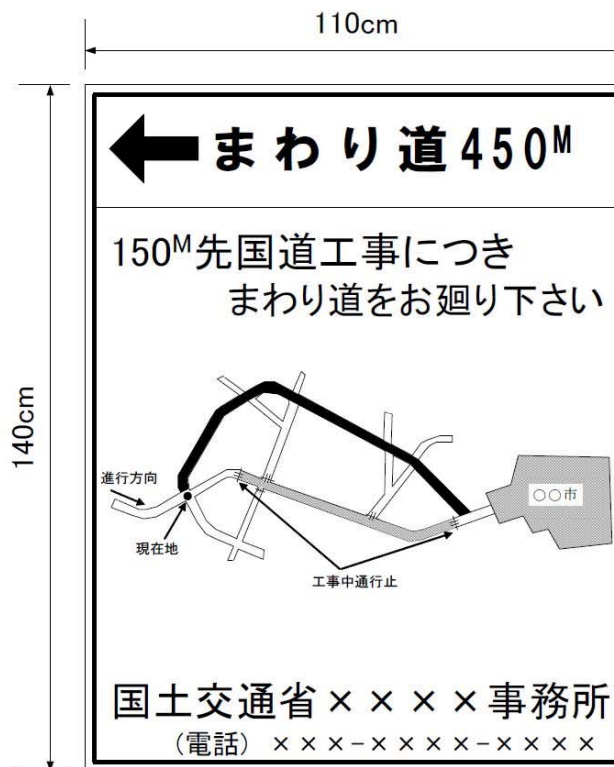 110cm
140cm
まわり道450M
150M先国道工事につき
まわり道をお廻り下さい
進行方向
現在地
工事中通行止
○○市
国土交通省××××事務所
(電話) ×××-××××-××××